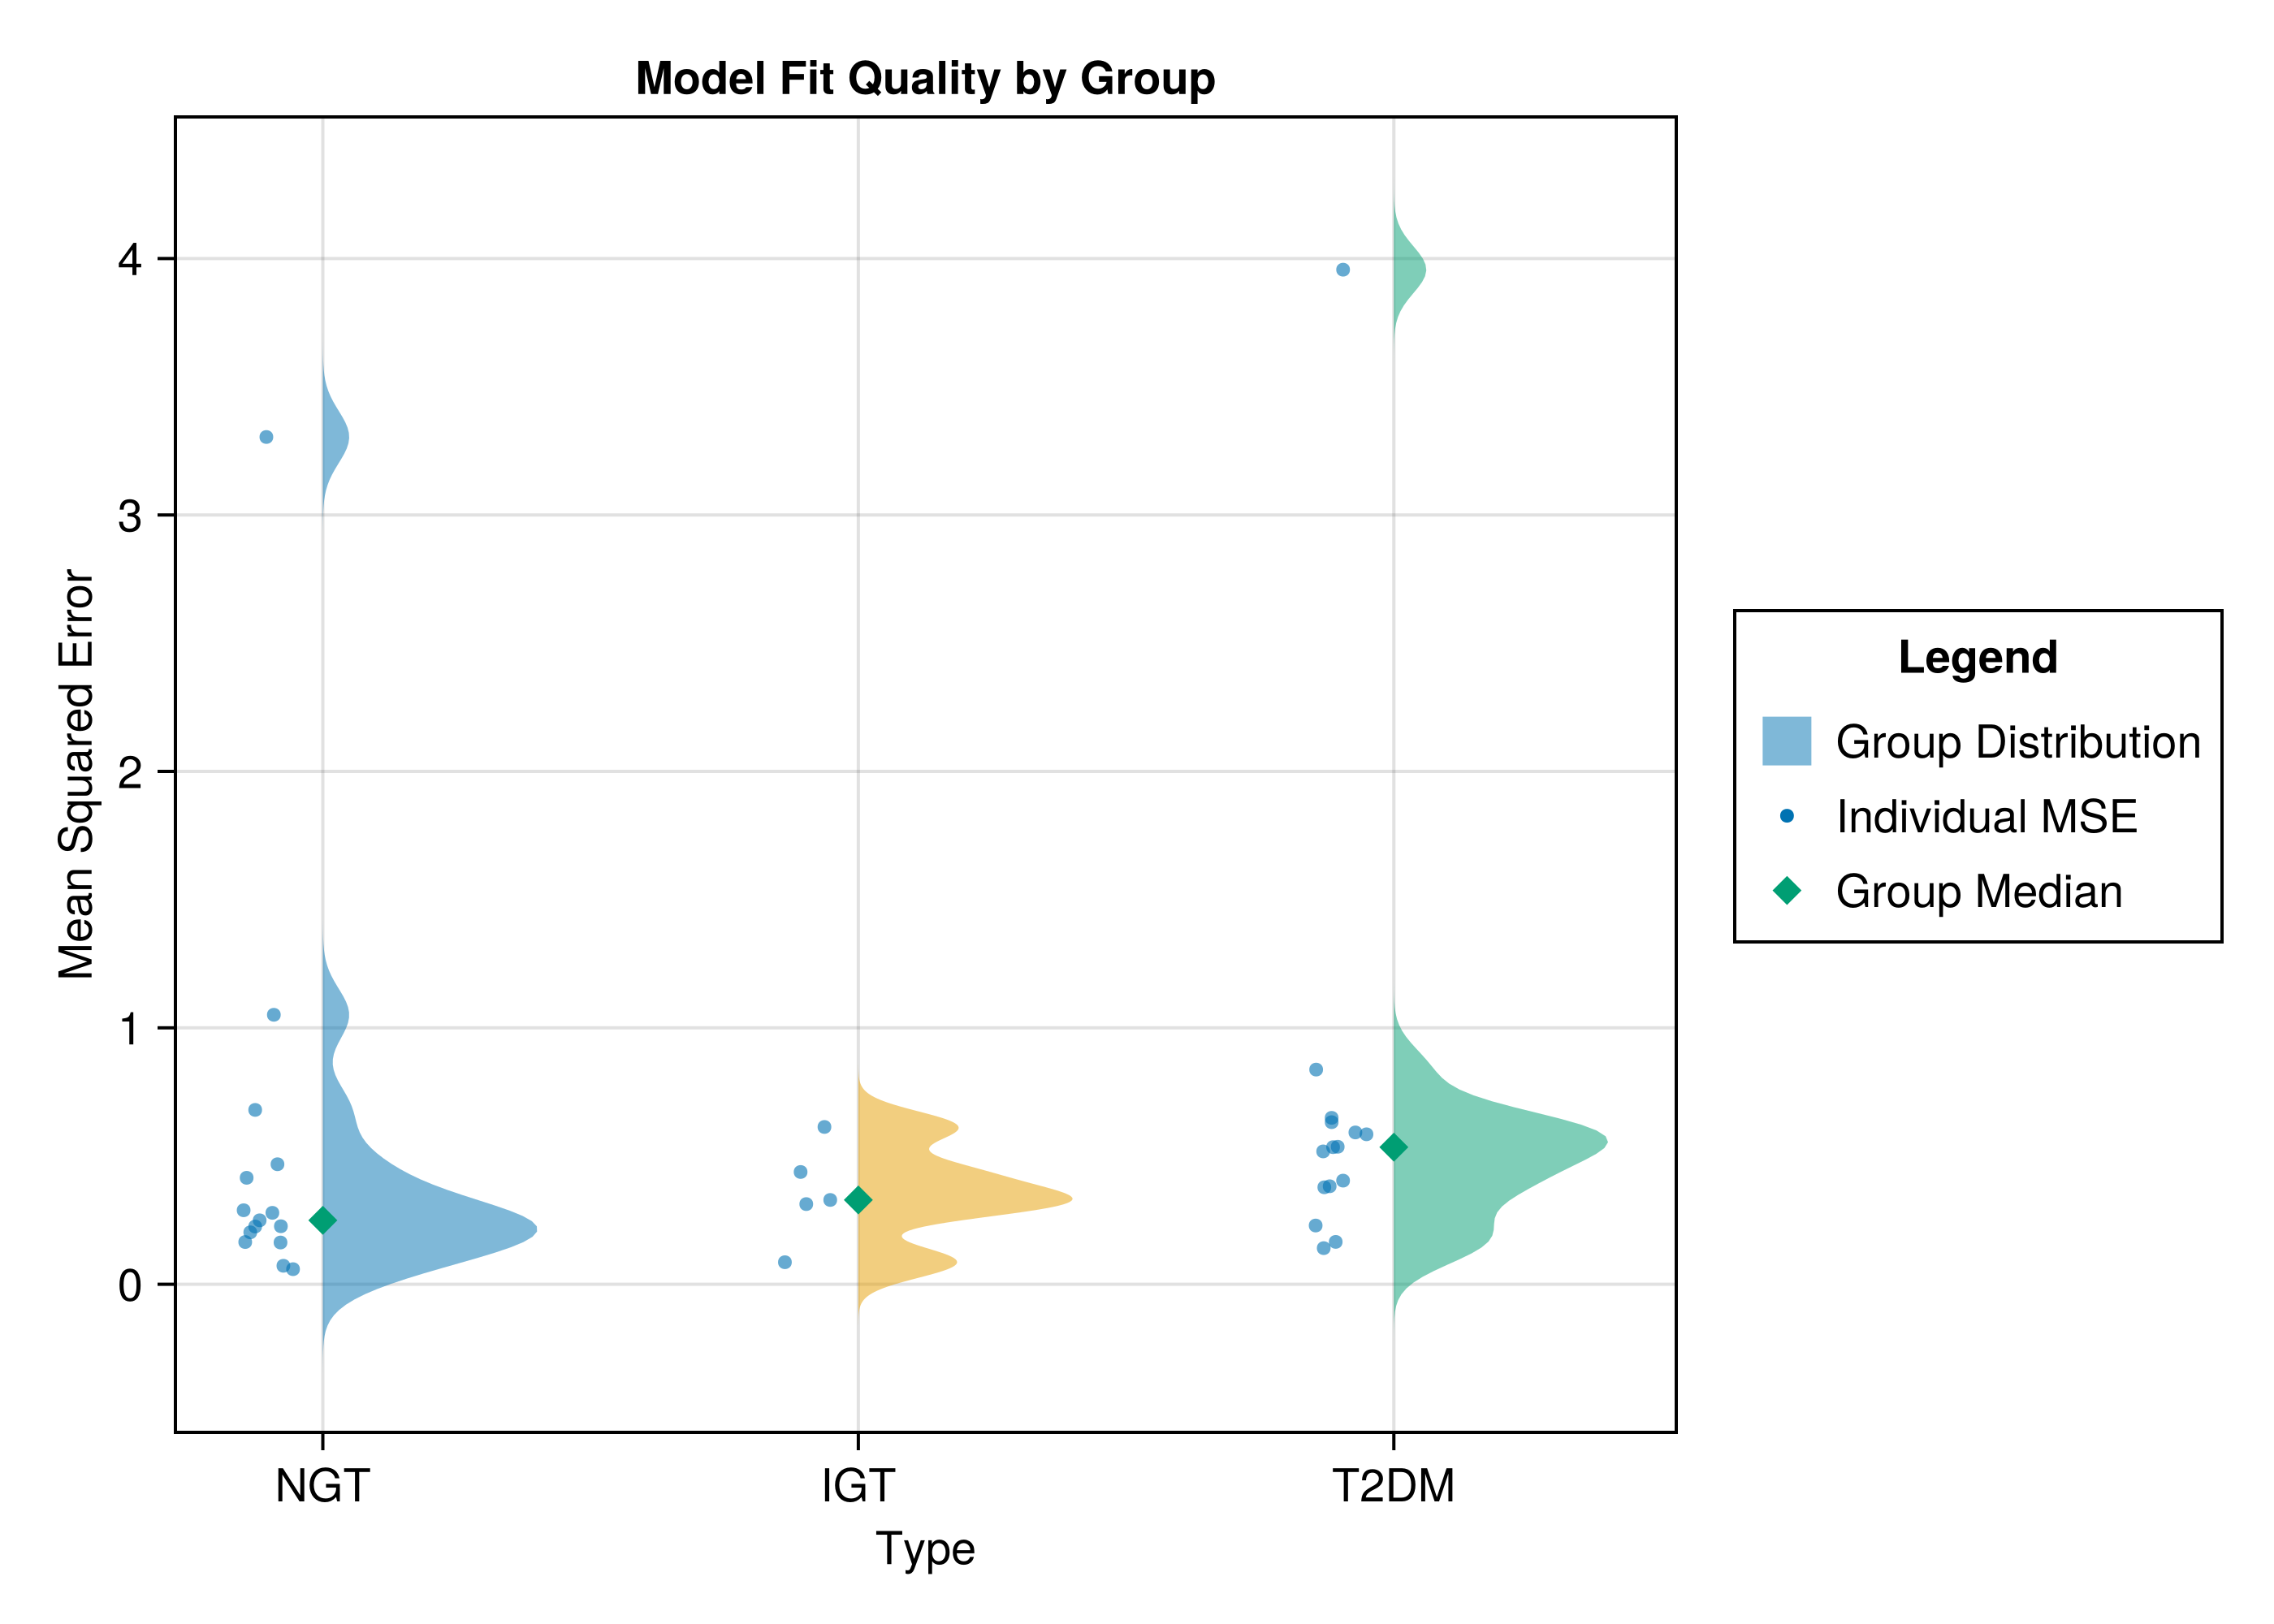 Model Fit Quality by Group
Mean Squared Error
4
3
2
1
0
NGT
IGT
T2DM
Type
Legend
Group Distribution
Individual MSE
Group Median